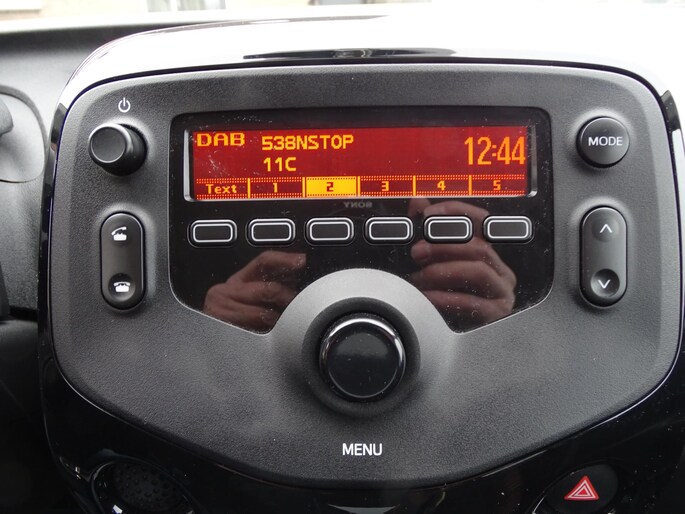 DAB 538NSTOP 12:44 MODE
11C
Text 1 2 3 4 5
SONY
MENU